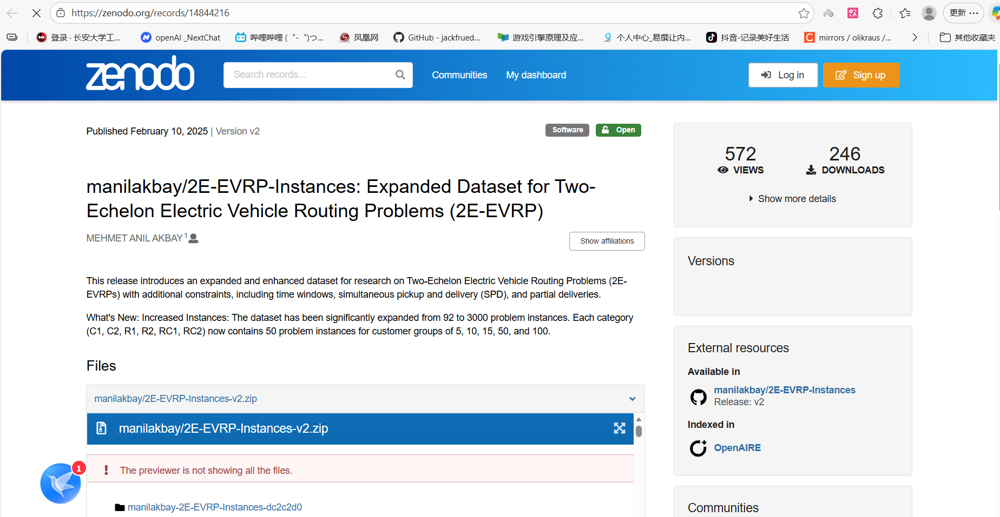 https://zenodo.org/records/14844216
更新 ···
登录 · 长安大学工...
openAI _NextChat
哔哩哔哩 (゜-゜)つ...
凤凰网
GitHub - jackfrued...
游戏引擎原理及应...
个人中心_易撰让内...
抖音-记录美好生活
mirrors / olikraus /...
其他收藏夹
zenodo
Search records...
Communities
My dashboard
Log in
Sign up
Published February 10, 2025 | Version v2
Software
Open
572
VIEWS
246
DOWNLOADS
Show more details
manilakbay/2E-EVRP-Instances: Expanded Dataset for Two-
Echelon Electric Vehicle Routing Problems (2E-EVRP)
MEHMET ANIL AKBAY 1
Show affiliations
This release introduces an expanded and enhanced dataset for research on Two-Echelon Electric Vehicle Routing Problems (2E-
EVRPs) with additional constraints, including time windows, simultaneous pickup and delivery (SPD), and partial deliveries.
What's New: Increased Instances: The dataset has been significantly expanded from 92 to 3000 problem instances. Each category
(C1, C2, R1, R2, RC1, RC2) now contains 50 problem instances for customer groups of 5, 10, 15, 50, and 100.
Files
manilakbay/2E-EVRP-Instances-v2.zip
manilakbay/2E-EVRP-Instances-v2.zip
The previewer is not showing all the files.
manilakbay-2E-EVRP-Instances-dc2c2d0
1
Versions
External resources
Available in
manilakbay/2E-EVRP-Instances
Release: v2
Indexed in
OpenAIRE
Communities